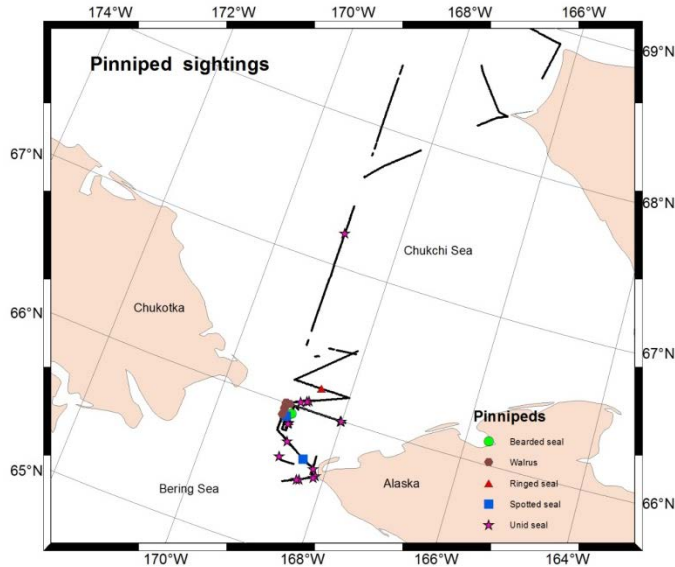 174°W 172°W 170°W 168°W 166°W
Pinniped sightings
69°N
67°N
68°N
Chukchi Sea
Chukotka
66°N
67°N
Pinnipeds
Bearded seal
Walrus
65°N
Ringed seal
Alaska
Bering Sea
66°N
Spotted seal
Unid seal
170°W 168°W 166°W 164°W